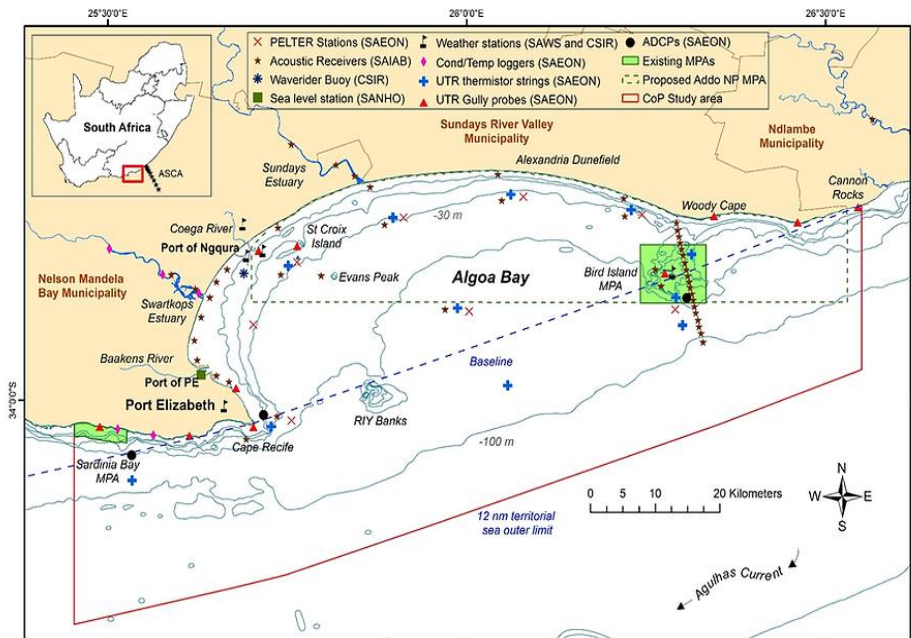 25°30'0"E
26°0'0"E
26°30'0"E
South Africa
ASCA
PELTER Stations (SAEON)
Acoustic Receivers (SAIAB)
Waverider Buoy (CSIR)
Sea level station (SANHO)
Weather stations (SAWS and CSIR)
Cond/Temp loggers (SAEON)
UTR thermistor strings (SAEON)
UTR Gully probes (SAEON)
ADCPs (SAEON)
Existing MPAs
Proposed Addo NP MPA
CoP Study area
Sundays River Valley
Municipality
Ndlambe
Municipality
Sundays
Estuary
Alexandria Dunefield
Cannon
Rocks
Woody Cape
-30 m
Coega River
St Croix
Island
Port of Ngqura
Evans Peak
Algoa Bay
Bird Island
MPA
Nelson Mandela
Bay Municipality
Swartkops
Estuary
Baakens River
Baseline
Port of PE
34°0'0"S
Port Elizabeth
RIY Banks
Cape Recife
-100 m
Sardinia Bay
MPA
0 5 10 20 Kilometers
N
W E
S
12 nm territorial
sea outer limit
Agulhas Current